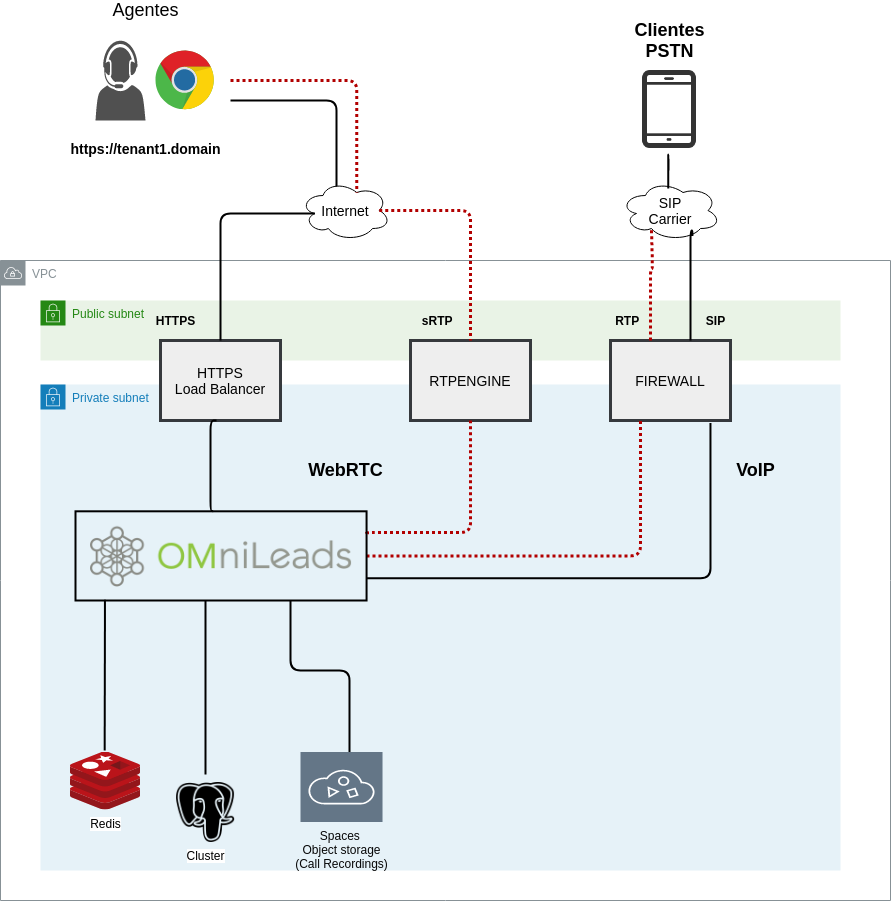 Agentes
Clientes
PSTN
https://tenant1.domain
Internet
SIP
Carrier
VPC
Public subnet
HTTPS
sRTP
RTP
SIP
HTTPS
Load Balancer
RTPENGINE
FIREWALL
Private subnet
WebRTC
VoIP
OMniLeads
Redis
Cluster
Spaces
Object storage
(Call Recordings)